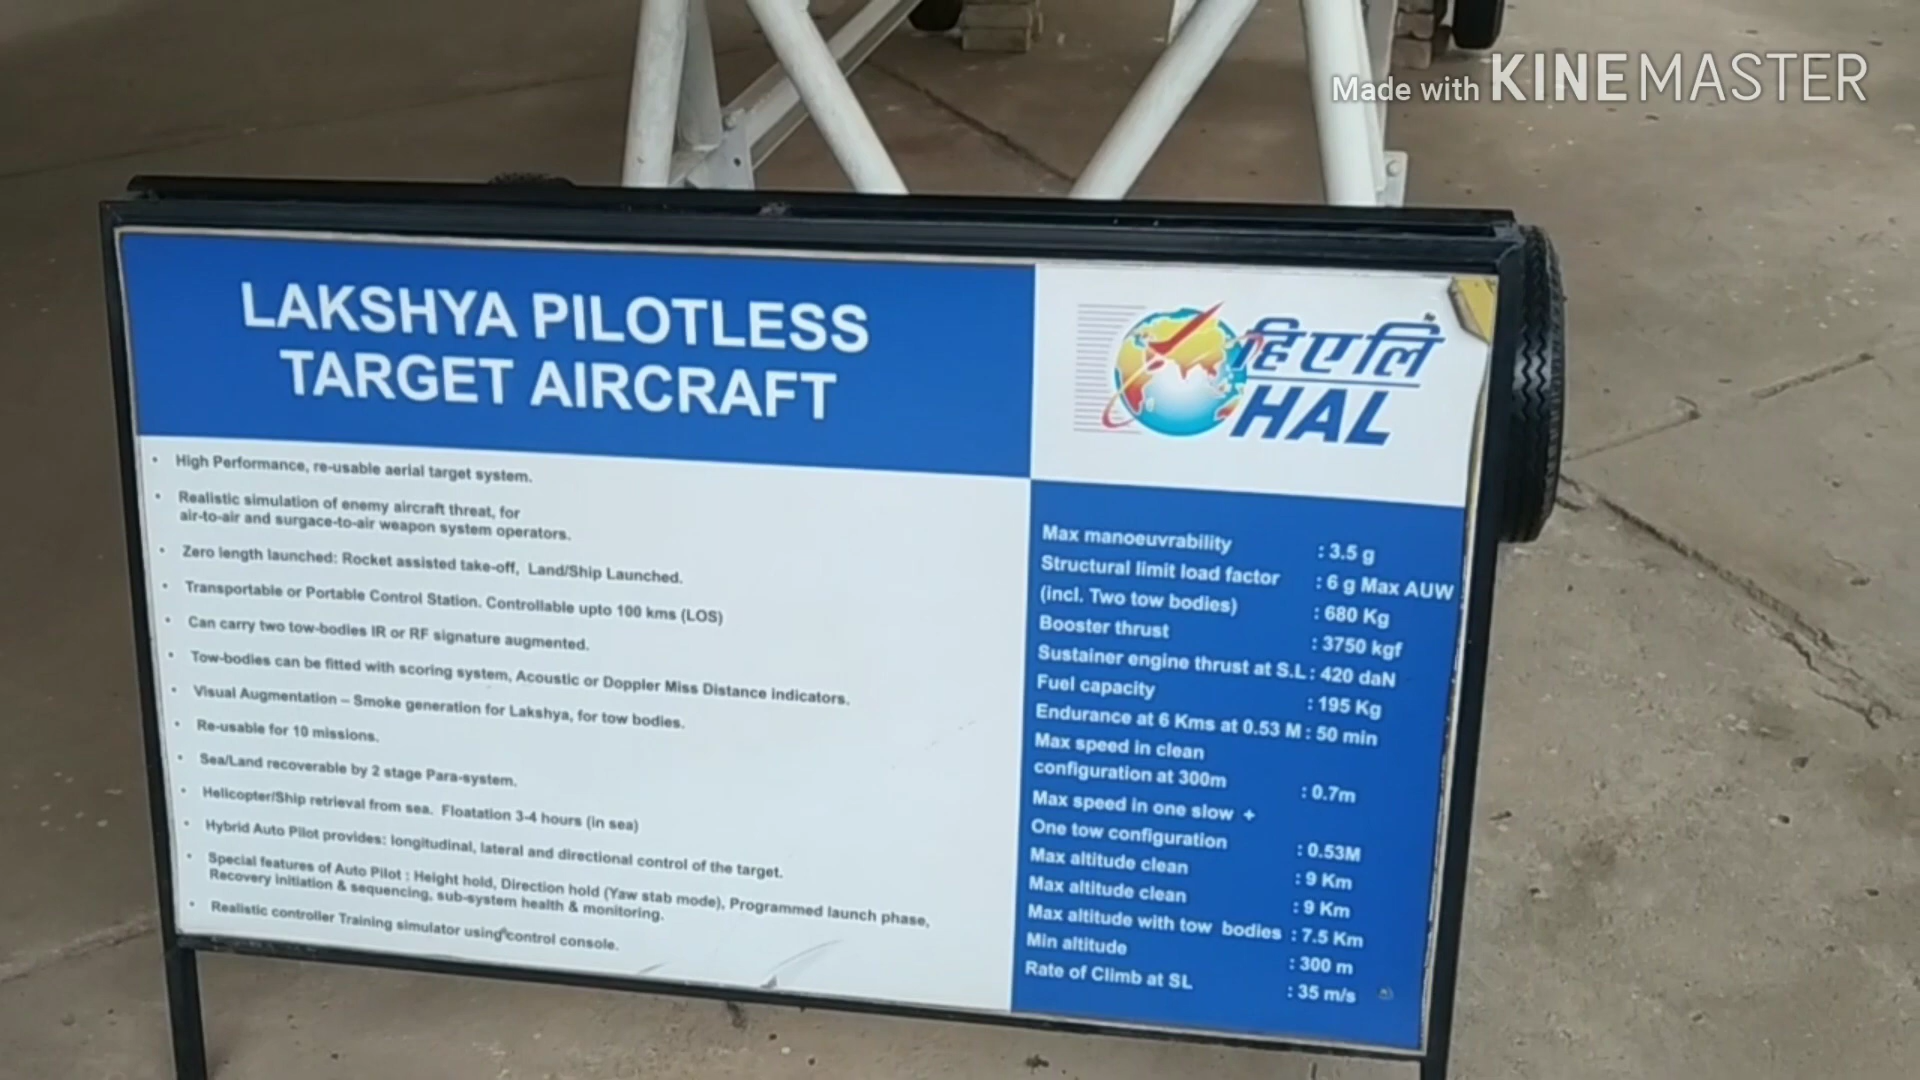 Made with KINEMASTER
LAKSHYA PILOTLESS
TARGET AIRCRAFT
हिएलि
HAL
• High Performance, re-usable aerial target system.
• Realistic simulation of enemy aircraft threat, for
air-to-air and surgace-to-air weapon system operators.
• Zero length launched: Rocket assisted take-off, Land/Ship Launched.
• Transportable or Portable Control Station. Controllable upto 100 kms (LOS)
• Can carry two tow-bodies IR or RF signature augmented.
• Tow-bodies can be fitted with scoring system, Acoustic or Doppler Miss Distance indicators.
• Visual Augmentation – Smoke generation for Lakshya, for tow bodies.
• Re-usable for 10 missions.
• Sea/Land recoverable by 2 stage Para-system.
• Helicopter/Ship retrieval from sea. Floatation 3-4 hours (in sea)
• Hybrid Auto Pilot provides: longitudinal, lateral and directional control of the target.
• Special features of Auto Pilot : Height hold, Direction hold (Yaw stab mode), Programmed launch phase,
Recovery initiation & sequencing, sub-system health & monitoring.
• Realistic controller Training simulator using control console.
Max manoeuvrability : 3.5 g
Structural limit load factor : 6 g Max AUW
(incl. Two tow bodies) : 680 Kg
Booster thrust : 3750 kgf
Sustainer engine thrust at S.L : 420 daN
Fuel capacity : 195 Kg
Endurance at 6 Kms at 0.53 M : 50 min
Max speed in clean
configuration at 300m : 0.7m
Max speed in one slow +
One tow configuration : 0.53M
Max altitude clean : 9 Km
Max altitude clean : 9 Km
Max altitude with tow bodies : 7.5 Km
Min altitude : 300 m
Rate of Climb at SL : 35 m/s